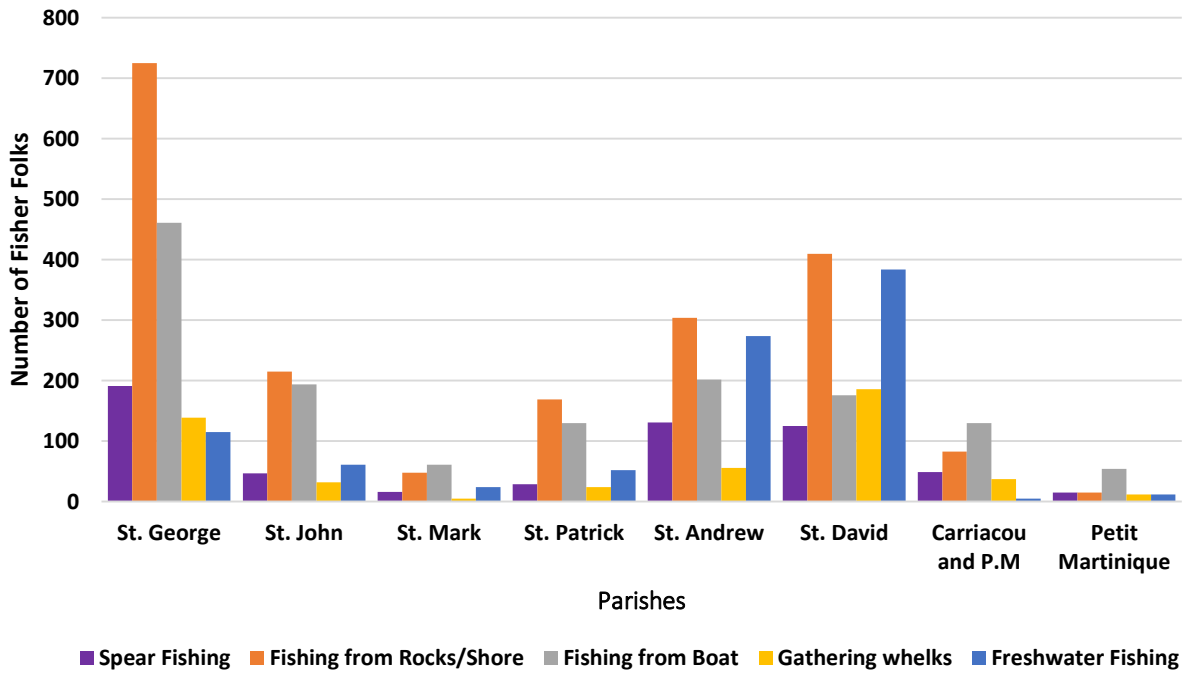 800
700
600
500
400
300
200
100
0
Number of Fisher Folks
St. George
St. John
St. Mark
St. Patrick
St. Andrew
St. David
Carriacou
and P.M
Petit
Martinique
Parishes
Spear Fishing
Fishing from Rocks/Shore
Fishing from Boat
Gathering whelks
Freshwater Fishing